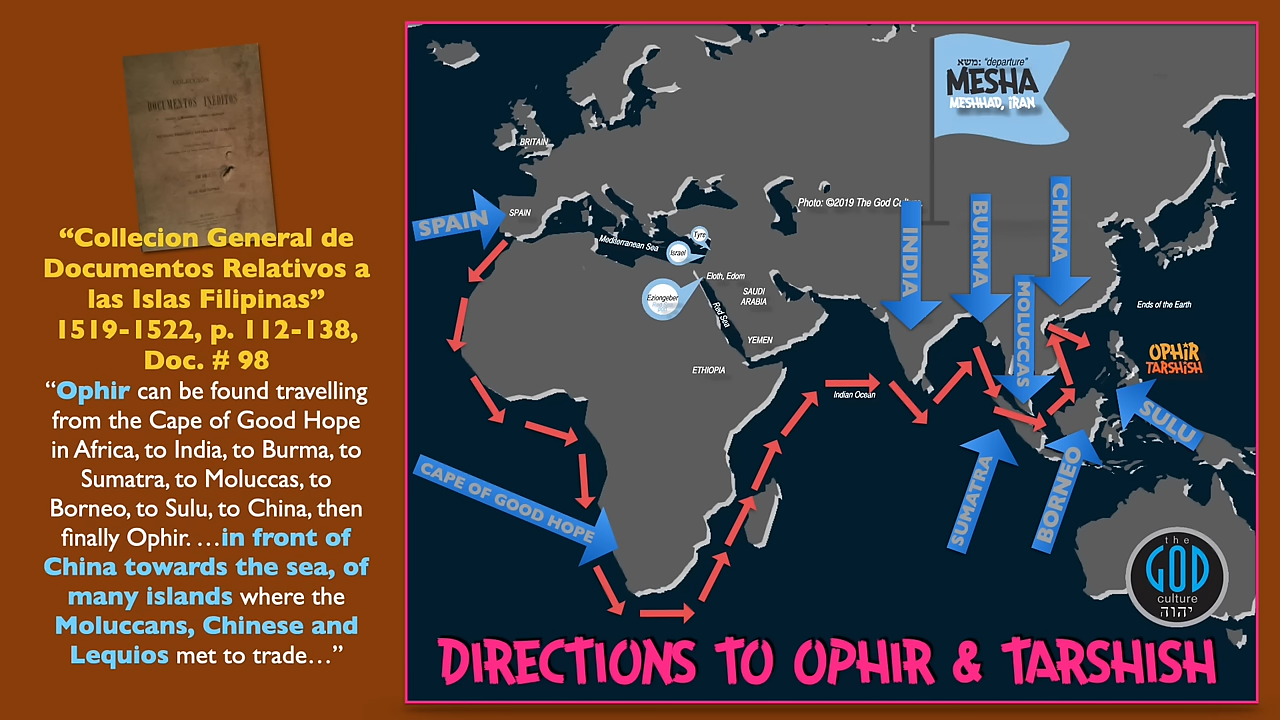 COLECCION
DOCUMENTOS INÉDITOS
“Collecion General de
Documentos Relativos a
las Islas Filipinas”
1519-1522, p. 112-138,
Doc. # 98
“Ophir can be found travelling
from the Cape of Good Hope
in Africa, to India, to Burma, to
Sumatra, to Moluccas, to
Borneo, to Sulu, to China, then
finally Ophir. …in front of
China towards the sea, of
many islands where the
Moluccans, Chinese and
Lequios met to trade…”
משא: “departure”
MESHA
MESHHAD, IRAN
BRITAIN
Photo: ©2019 The God Cul
SPAIN
SPAIN
Mediterranean Sea
Tyre
Israel
Eziongeber
Eloth, Edom
Red Sea
SAUDI
ARABIA
YEMEN
ETHIOPIA
INDIA
BURMA
CHINA
MOLUCCAS
Ends of the Earth
OPHIR
TARSHISH
Indian Ocean
SULU
CAPE OF GOOD HOPE
SUMATRA
BORNEO
the
GOD
culture
יהוה
DIRECTIONS TO OPHIR & TARSHISH